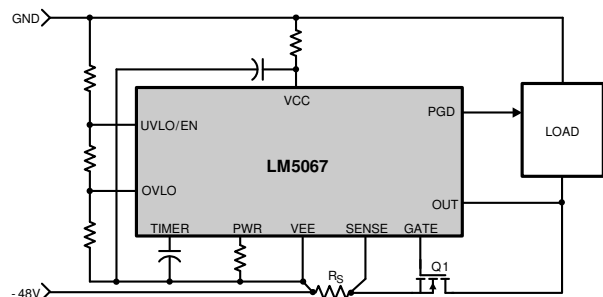 GND
VCC
PGD
LOAD
UVLO/EN
LM5067
OVLO
OUT
TIMER PWR VEE SENSE GATE
RS
Q1
- 48V